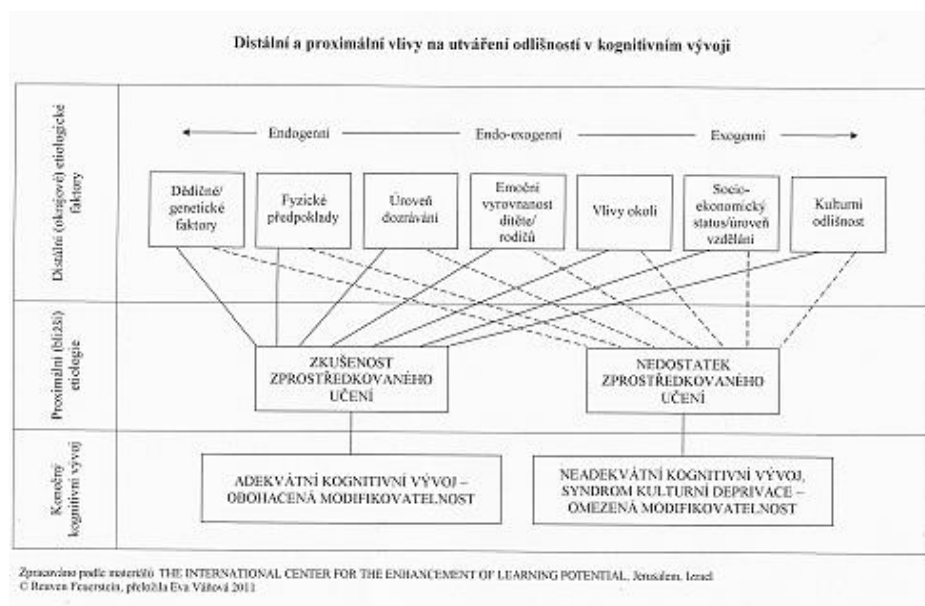 Distální a proximální vlivy na utváření odlišností v kognitivním vývoji
Distální (okrajové) etiologické
faktory
Endogenní
Endo-exogenní
Exogenní
Dědičné/
genetické
faktory
Fyzické
předpoklady
Úroveň
dozrávání
Emoční
vyrovnanost
dítěte/
rodičů
Vlivy okolí
Socio-
ekonomický
status/úroveň
vzdělání
Kulturní
odlišnost
Proximální (bližší)
etiologie
ZKUŠENOST
ZPROSTŘEDKOVANÉHO
UČENÍ
NEDOSTATEK
ZPROSTŘEDKOVANÉHO
UČENÍ
Konečný
kognitivní vývoj
ADEKVÁTNÍ KOGNITIVNÍ VÝVOJ –
OBOHACENÁ MODIFIKOVATELNOST
NEADEKVÁTNÍ KOGNITIVNÍ VÝVOJ,
SYNDROM KULTURNÍ DEPRIVACE –
OMEZENÁ MODIFIKOVATELNOST
Zpracováno podle materiálů THE INTERNATIONAL CENTER FOR THE ENHANCEMENT OF LEARNING POTENTIAL, Jerusalem, Izrael
© Reuven Feuerstein, přeložila Eva Váňová 2011